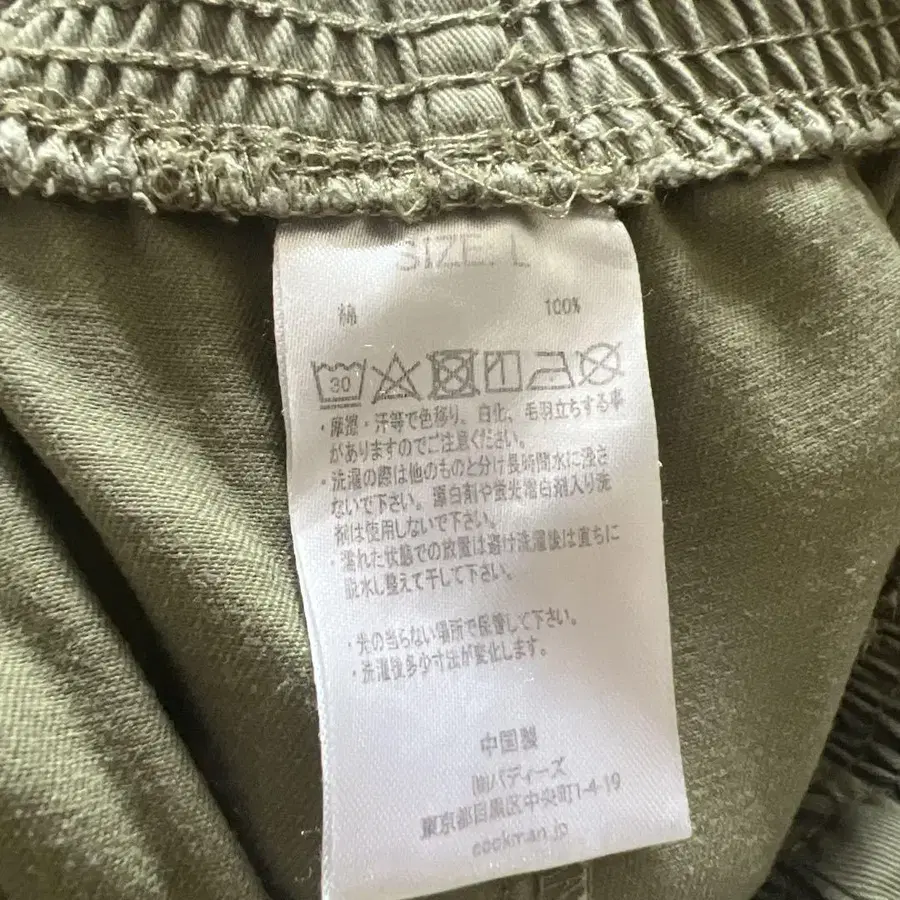 SIZE. L
綿 100%
30
・摩擦・汗等で色移り、白化、毛羽立ちする事
がありますのでご注意ください。
・洗濯の際は他のものと分け長時間水に浸さ
ないで下さい。漂白剤や蛍光増白剤入り洗
剤は使用しないで下さい。
・濡れた状態での放置は避け洗濯後は直ちに
脱水し整えて干して下さい。
・光の当らない場所で保管して下さい。
・洗濯後多少寸法が変化します。
中国製
㈱バディーズ
東京都目黒区中央町1-4-19
cookman.jp